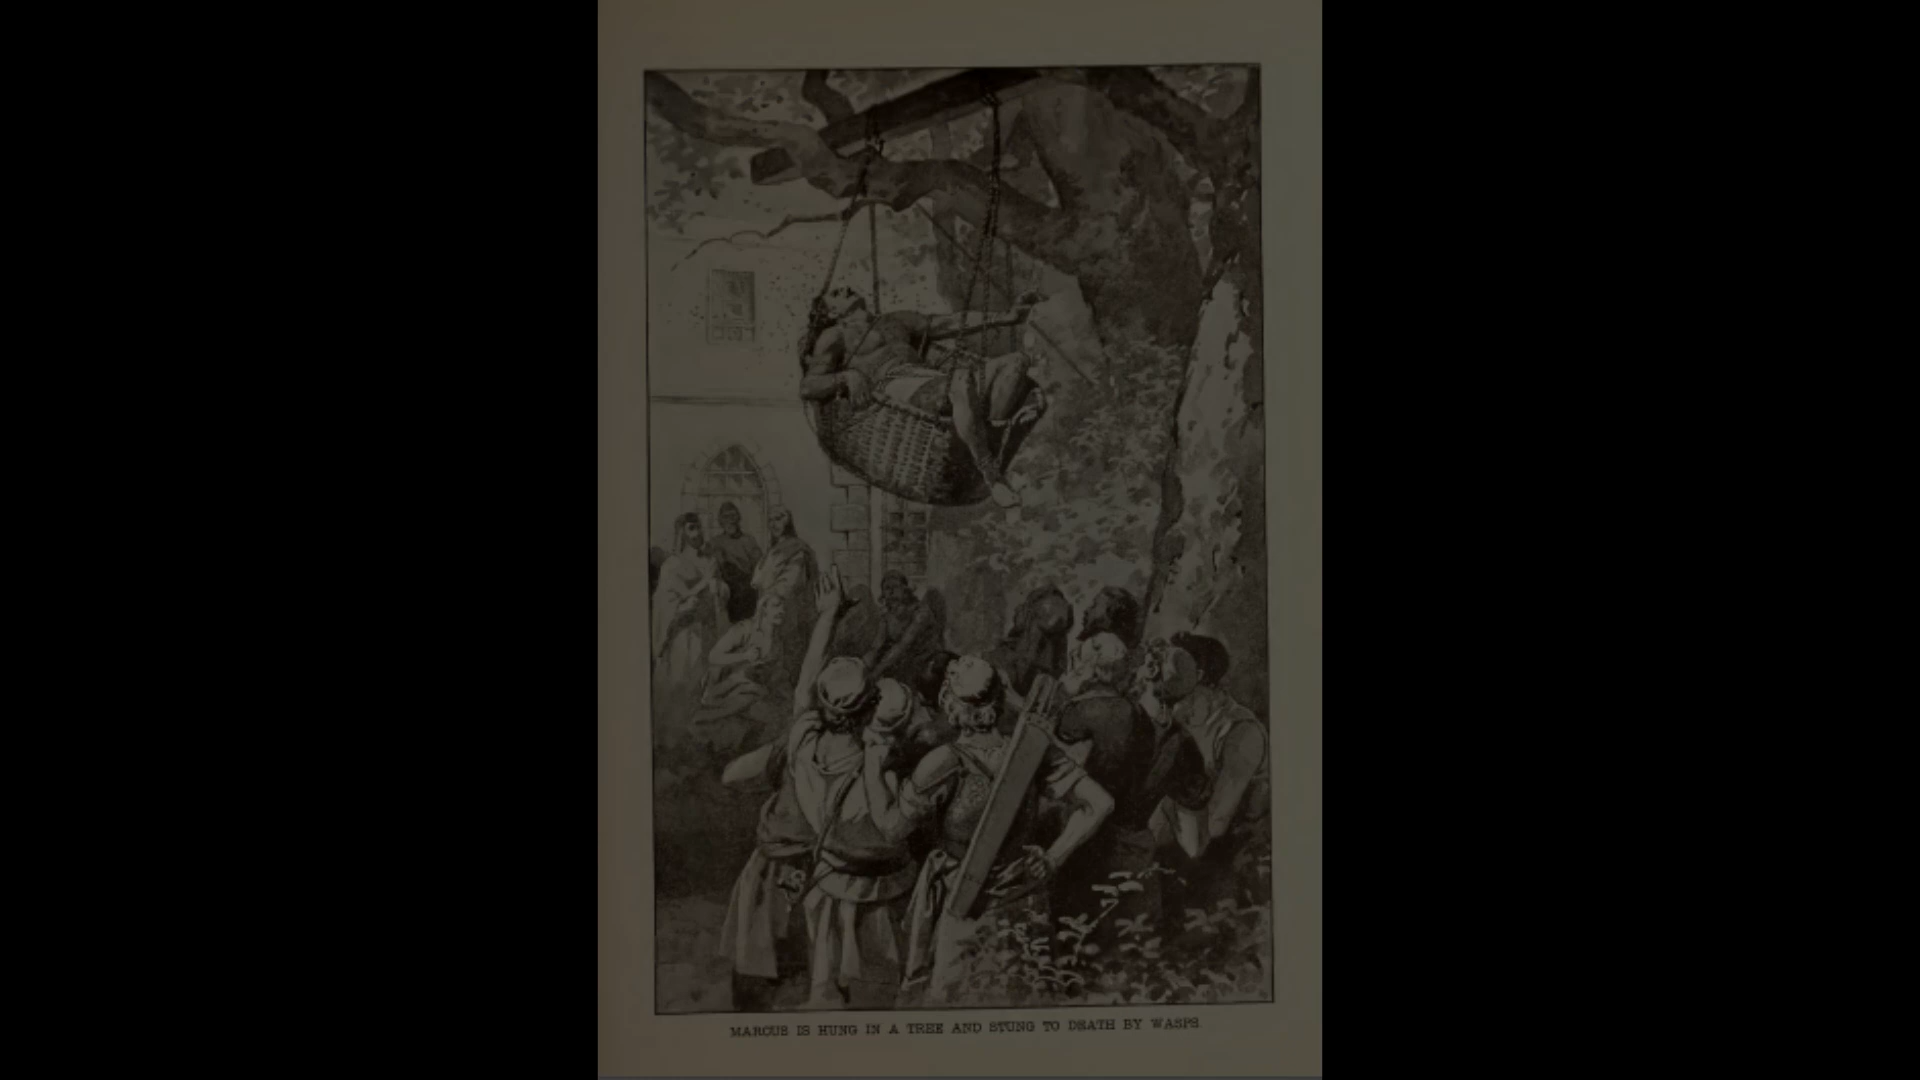 MARCUS IS HUNG IN A TREE AND STUNG TO DEATH BY WASPS.